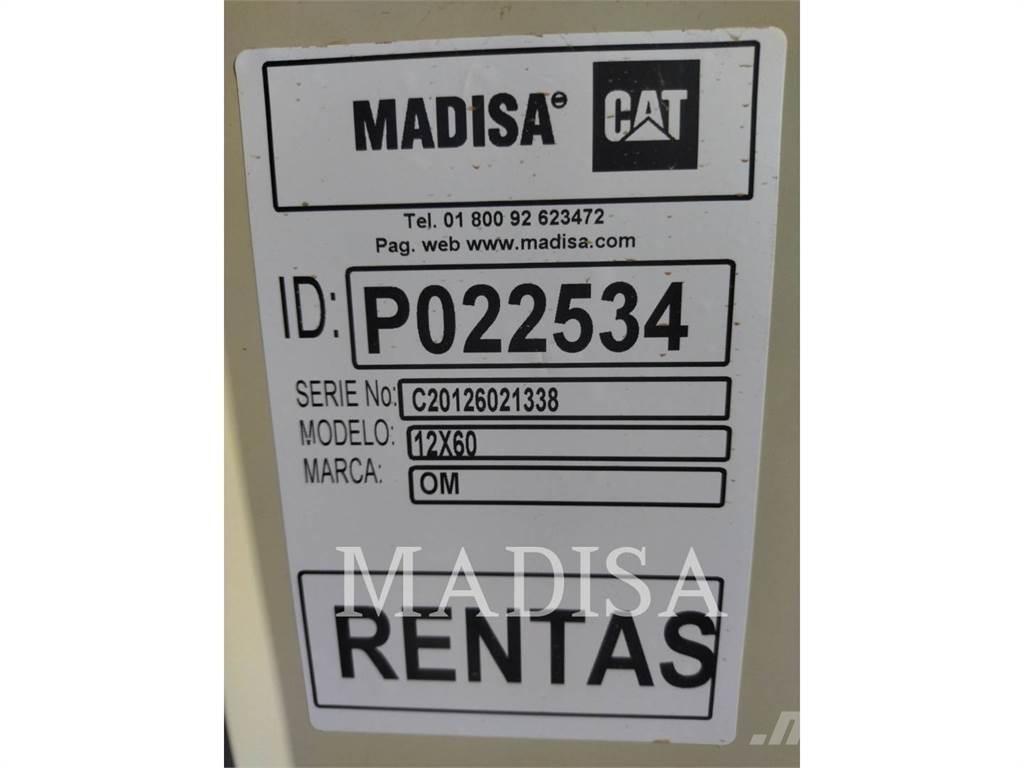 MADISA CAT
Tel. 01 800 92 623472
Pag. web www.madisa.com
ID: P022534
SERIE No: C20126021338
MODELO: 12X60
MARCA: OM
MADISA
RENTAS